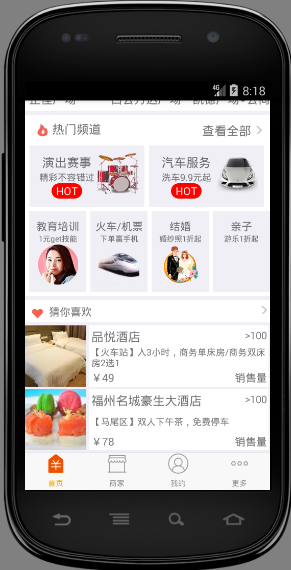 4G 8:18
热门频道 查看全部
演出赛事
精彩不容错过
HOT
汽车服务
洗车9.9元起
HOT
教育培训
1元get技能
火车/机票
下单赢手机
结婚
婚纱照1折起
亲子
游乐1折起
猜你喜欢
品悦酒店 >100
【火车站】人3小时，商务单床房/商务双床
房2选1
￥49 销售量
福州名城豪生大酒店 >100
【马尾区】双人下午茶，免费停车
￥78 销售量
首页 商家 我的 更多